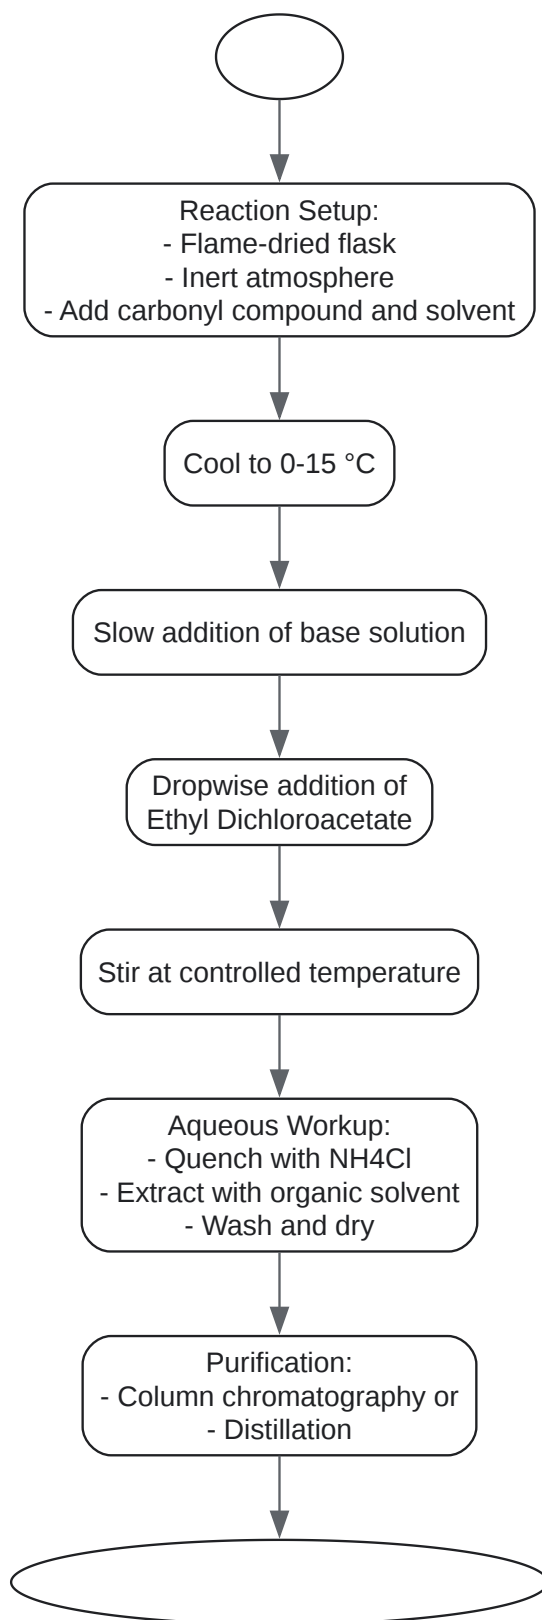 Reaction Setup:
- Flame-dried flask
- Inert atmosphere
- Add carbonyl compound and solvent
Cool to 0-15 °C
Slow addition of base solution
Dropwise addition of
Ethyl Dichloroacetate
Stir at controlled temperature
Aqueous Workup:
- Quench with NH4Cl
- Extract with organic solvent
- Wash and dry
Purification:
- Column chromatography or
- Distillation